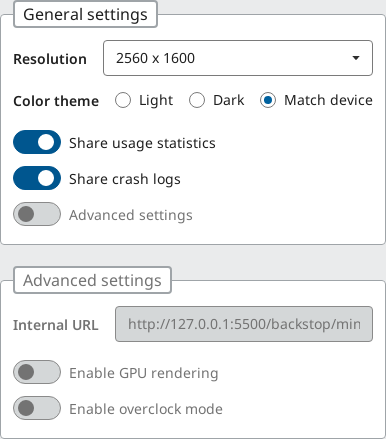 General settings
Resolution 2560 x 1600
Color theme Light Dark Match device
Share usage statistics
Share crash logs
Advanced settings
Advanced settings
Internal URL http://127.0.0.1:5500/backstop/min
Enable GPU rendering
Enable overclock mode